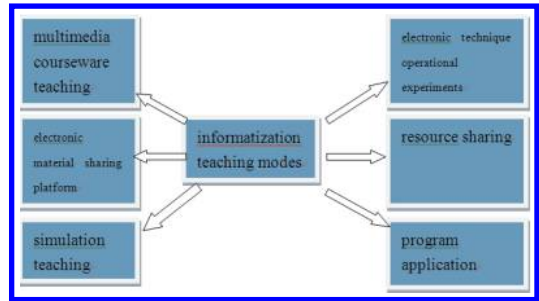 multimedia
courseware
teaching
electronic technique
operational
experiments
electronic
material sharing
platform
informatization
teaching modes
resource sharing
simulation
teaching
program
application